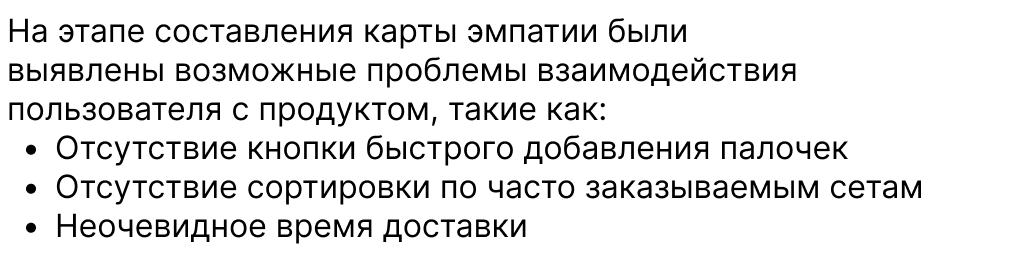 На этапе составления карты эмпатии были
выявлены возможные проблемы взаимодействия
пользователя с продуктом, такие как:
• Отсутствие кнопки быстрого добавления палочек
• Отсутствие сортировки по часто заказываемым сетам
• Неочевидное время доставки